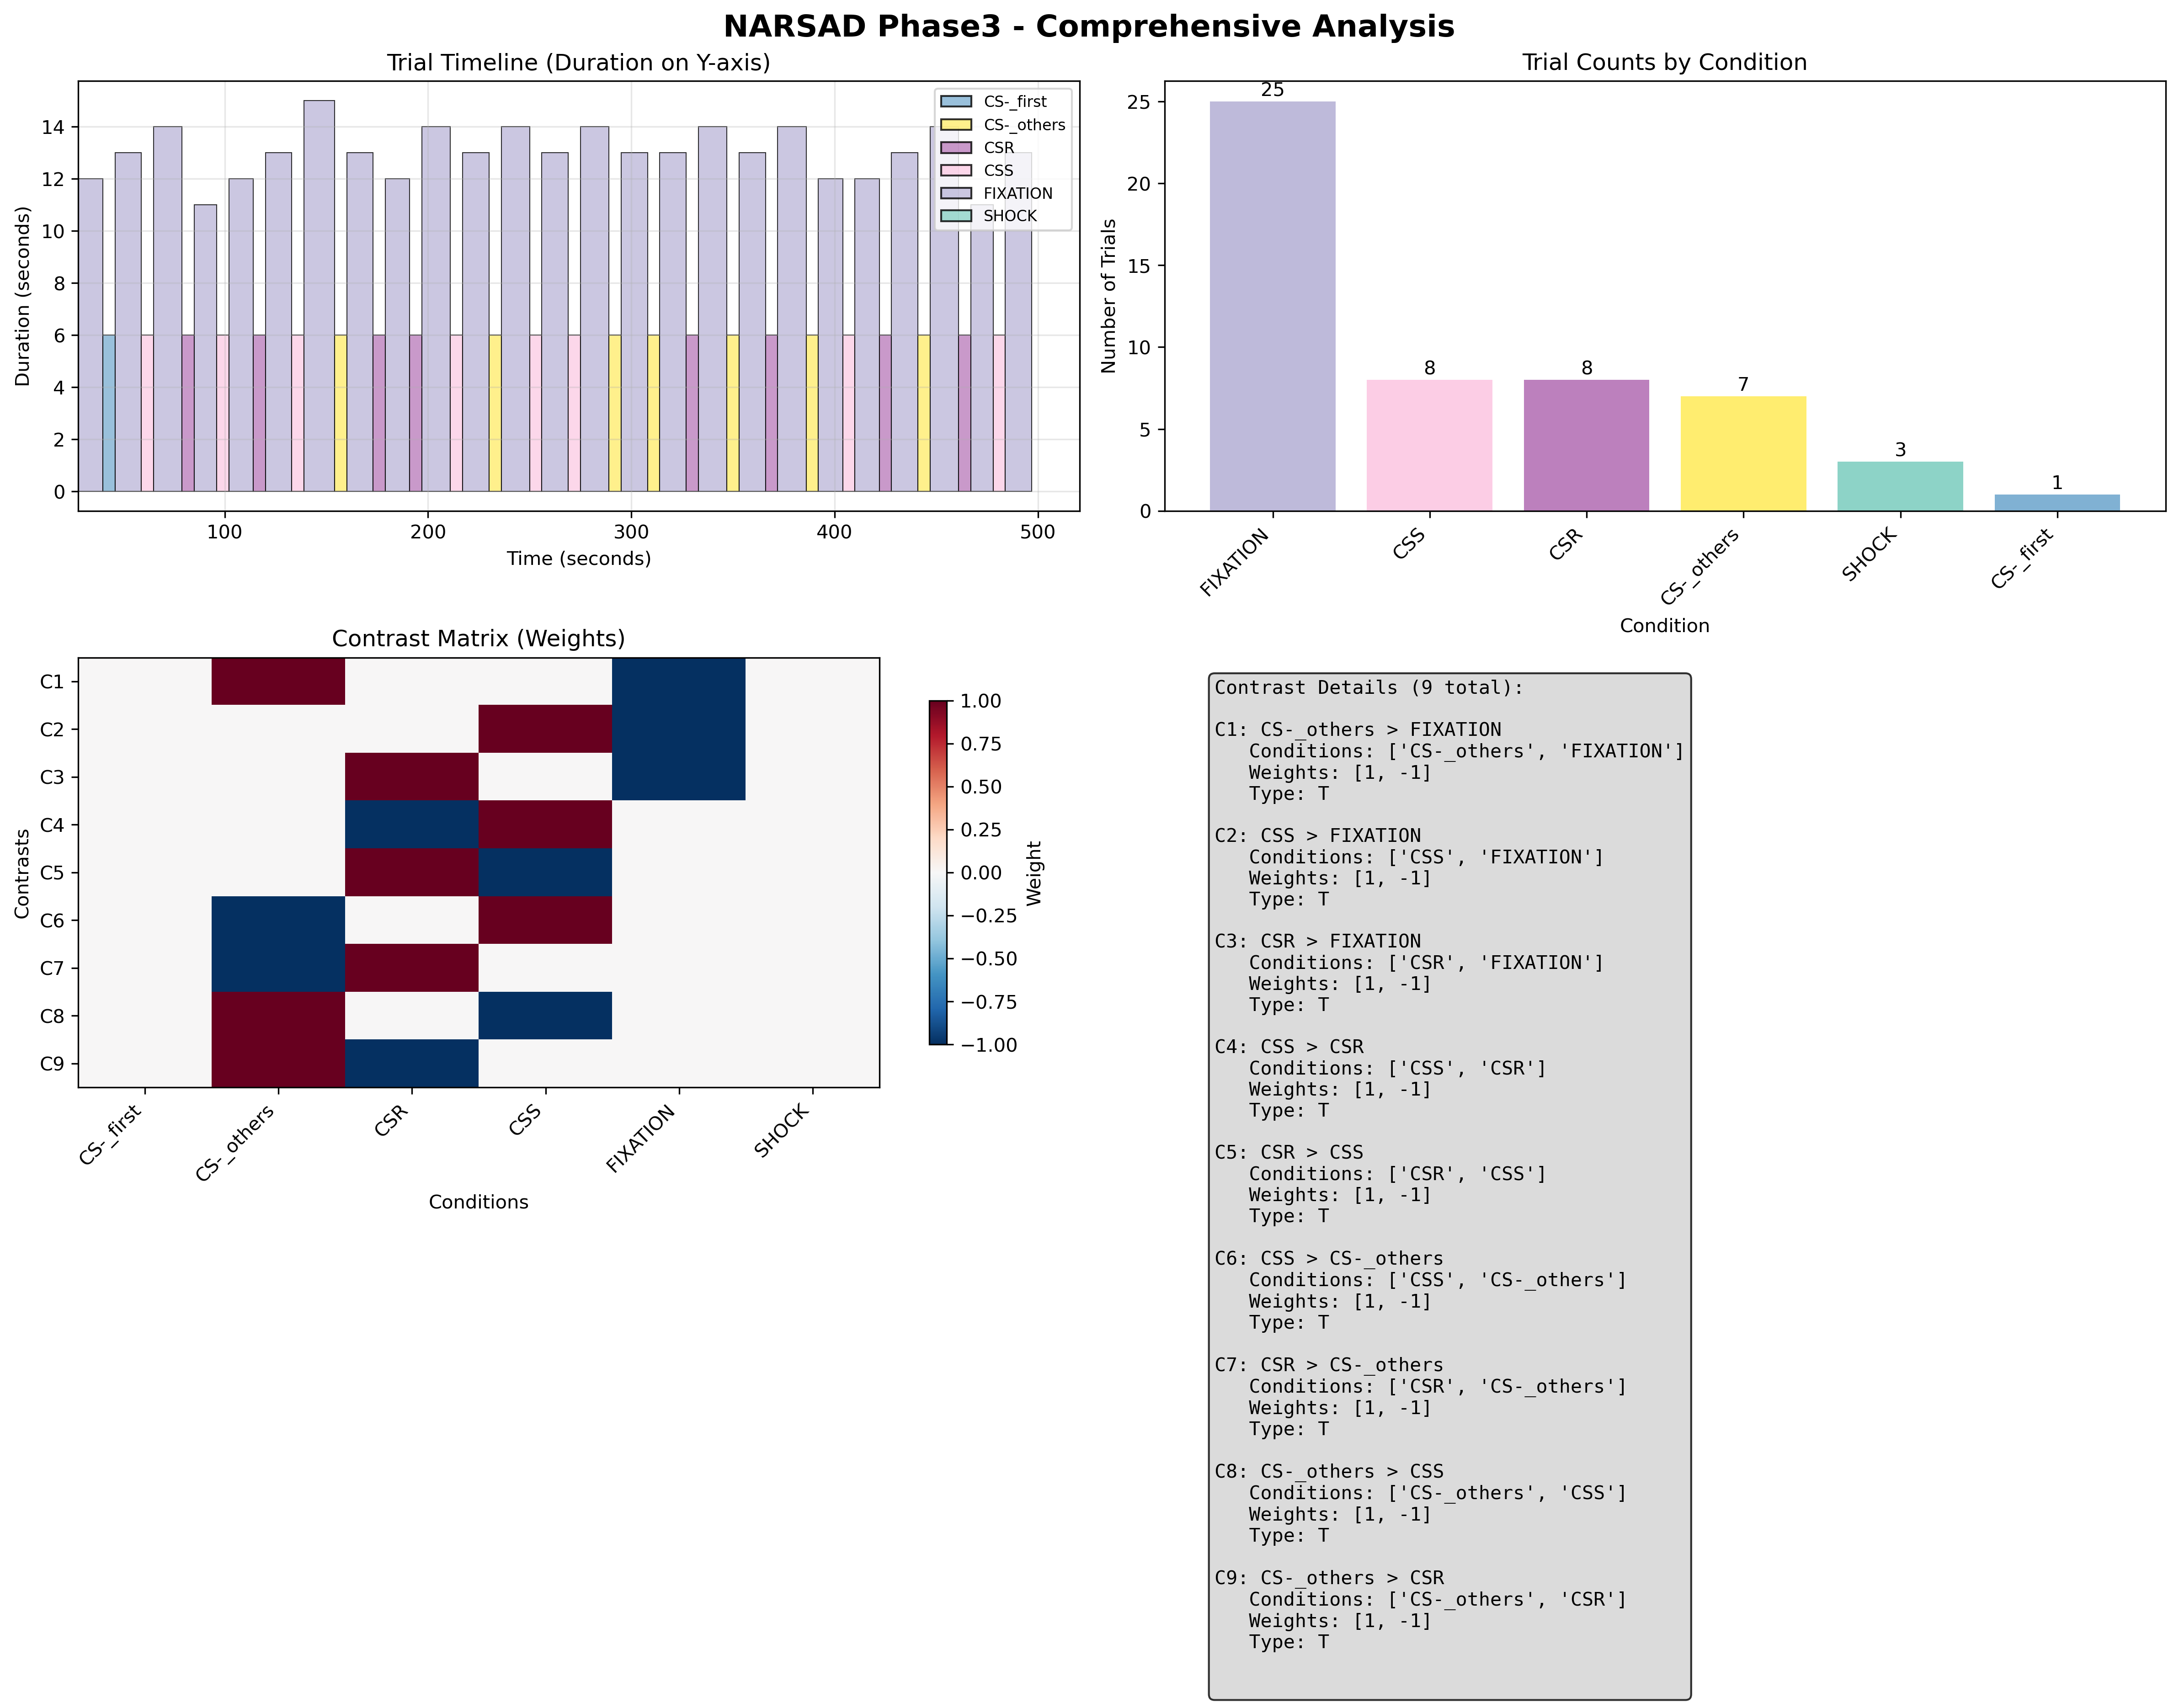 NARSAD Phase3 - Comprehensive Analysis
Trial Timeline (Duration on Y-axis)
Duration (seconds)
14
12
10
8
6
4
2
0
100
200
300
400
500
Time (seconds)
CS-_first
CS-_others
CSR
CSS
FIXATION
SHOCK
Trial Counts by Condition
Number of Trials
25
20
15
10
5
0
25
8
8
7
3
1
FIXATION
CSS
CSR
CS-_others
SHOCK
CS-_first
Condition
Contrast Matrix (Weights)
Contrasts
C1
C2
C3
C4
C5
C6
C7
C8
C9
CS-_first
CS-_others
CSR
CSS
FIXATION
SHOCK
Conditions
1.00
0.75
0.50
0.25
0.00
−0.25
−0.50
−0.75
−1.00
Weight
Contrast Details (9 total):
C1: CS-_others > FIXATION
Conditions: ['CS-_others', 'FIXATION']
Weights: [1, -1]
Type: T
C2: CSS > FIXATION
Conditions: ['CSS', 'FIXATION']
Weights: [1, -1]
Type: T
C3: CSR > FIXATION
Conditions: ['CSR', 'FIXATION']
Weights: [1, -1]
Type: T
C4: CSS > CSR
Conditions: ['CSS', 'CSR']
Weights: [1, -1]
Type: T
C5: CSR > CSS
Conditions: ['CSR', 'CSS']
Weights: [1, -1]
Type: T
C6: CSS > CS-_others
Conditions: ['CSS', 'CS-_others']
Weights: [1, -1]
Type: T
C7: CSR > CS-_others
Conditions: ['CSR', 'CS-_others']
Weights: [1, -1]
Type: T
C8: CS-_others > CSS
Conditions: ['CS-_others', 'CSS']
Weights: [1, -1]
Type: T
C9: CS-_others > CSR
Conditions: ['CS-_others', 'CSR']
Weights: [1, -1]
Type: T